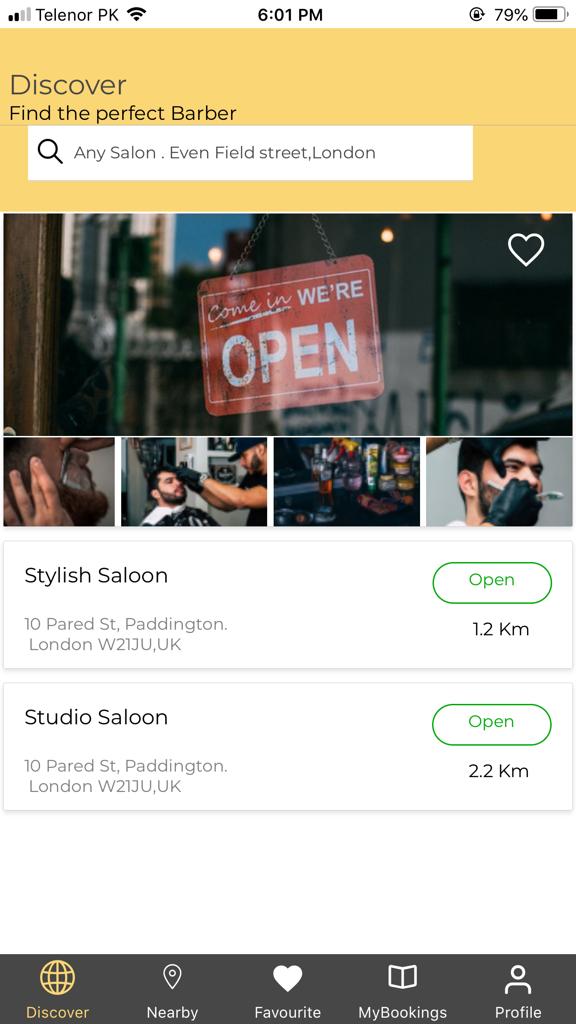 Telenor PK 6:01 PM 79%
Discover
Find the perfect Barber
Any Salon . Even Field street,London
Come in WE'RE
OPEN
Stylish Saloon
Open
10 Pared St, Paddington.
London W21JU,UK
1.2 Km
Studio Saloon
Open
10 Pared St, Paddington.
London W21JU,UK
2.2 Km
Discover Nearby Favourite MyBookings Profile